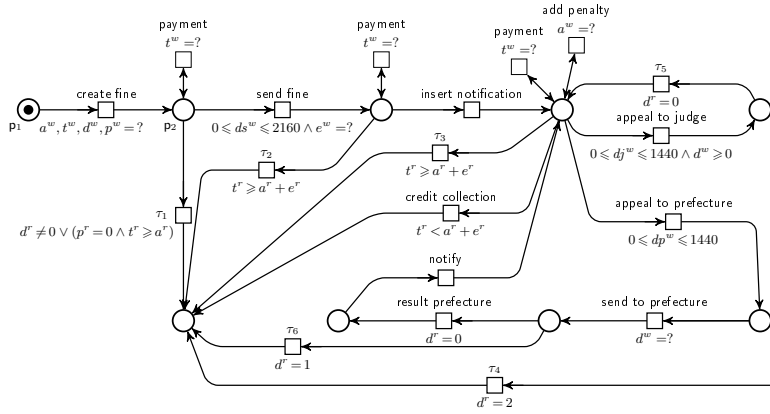 add penalty
a^w =?
payment
t^w =?
payment
t^w =?
payment
t^w =?
τ5
d^r = 0
create fine
send fine
insert notification
appeal to judge
p1
a^w, t^w, d^w, p^w =?
p2
0 ⩽ ds^w ⩽ 2160 ∧ e^w =?
0 ⩽ dj^w ⩽ 1440 ∧ d^w ⩾ 0
τ3
t^r ⩾ a^r + e^r
τ2
t^r ⩾ a^r + e^r
credit collection
t^r < a^r + e^r
appeal to prefecture
0 ⩽ dp^w ⩽ 1440
τ1
d^r ≠ 0 ∨ (p^r = 0 ∧ t^r ⩾ a^r)
notify
result prefecture
d^r = 0
send to prefecture
d^w =?
τ6
d^r = 1
τ4
d^r = 2